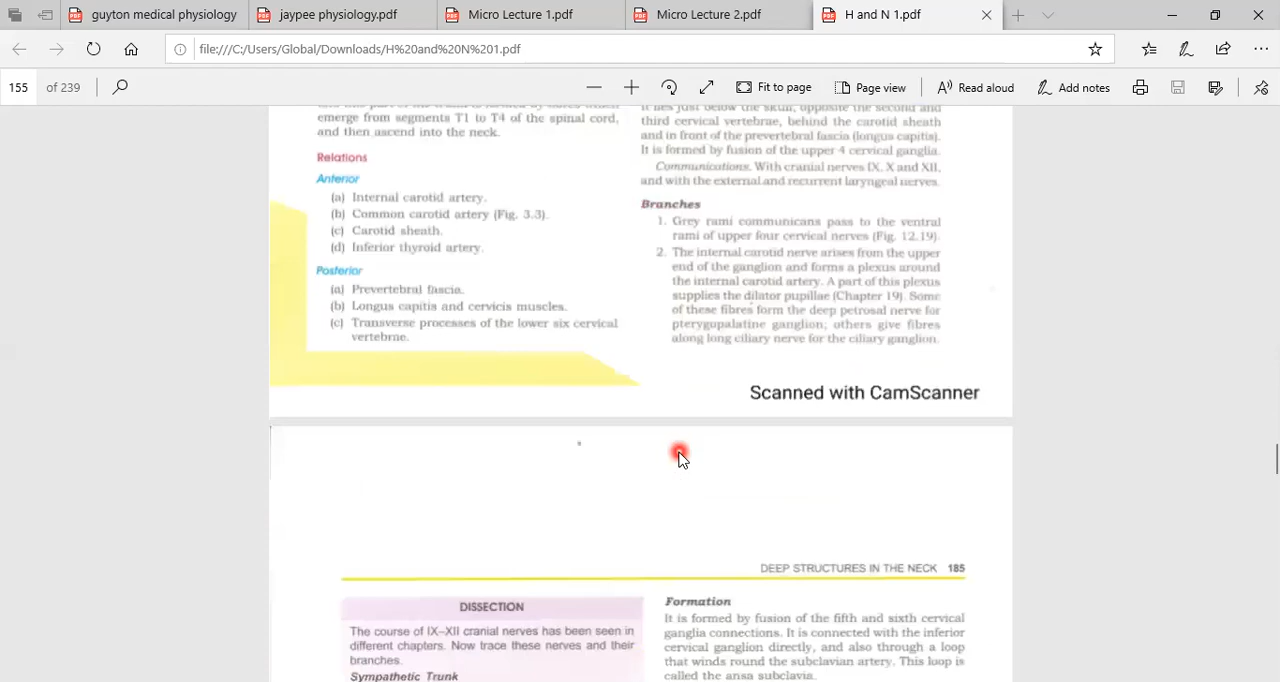 guyton medical physiology
jaypee physiology.pdf
Micro Lecture 1.pdf
Micro Lecture 2.pdf
H and N 1.pdf
file:///C:/Users/Global/Downloads/H%20and%20N%201.pdf
155 of 239
Fit to page
Page view
Read aloud
Add notes
emerge from segments T1 to T4 of the spinal cord,
and then ascend into the neck.
Relations
Anterior
(a) Internal carotid artery.
(b) Common carotid artery (Fig. 3.3).
(c) Carotid sheath.
(d) Inferior thyroid artery.
Posterior
(a) Prevertebral fascia.
(b) Longus capitis and cervicis muscles.
(c) Transverse processes of the lower six cervical
vertebrae.
It lies just below the skull, opposite the second and
third cervical vertebrae, behind the carotid sheath
and in front of the prevertebral fascia (longus capitis).
It is formed by fusion of the upper 4 cervical ganglia.
Communications. With cranial nerves IX, X and XII,
and with the external and recurrent laryngeal nerves.
Branches
1. Grey rami communicans pass to the ventral
rami of upper four cervical nerves (Fig. 12.19).
2. The internal carotid nerve arises from the upper
end of the ganglion and forms a plexus around
the internal carotid artery. A part of this plexus
supplies the dilator pupillae (Chapter 19). Some
of these fibres form the deep petrosal nerve for
pterygopalatine ganglion; others give fibres
along long ciliary nerve for the ciliary ganglion.
Scanned with CamScanner
DEEP STRUCTURES IN THE NECK 185
DISSECTION
The course of IX–XII cranial nerves has been seen in
different chapters. Now trace these nerves and their
branches.
Sympathetic Trunk
Formation
It is formed by fusion of the fifth and sixth cervical
ganglia connections. It is connected with the inferior
cervical ganglion directly, and also through a loop
that winds round the subclavian artery. This loop is
called the ansa subclavia.